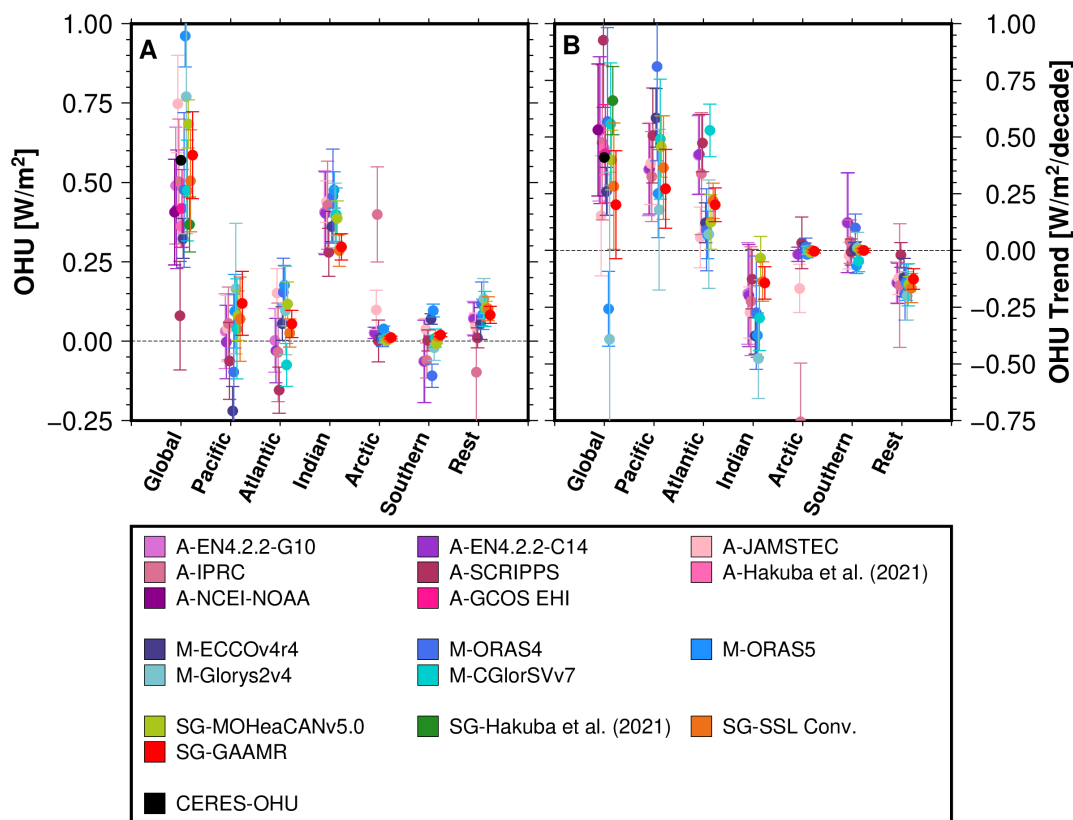 A
B
OHU [W/m²]
1.00
0.75
0.50
0.25
0.00
−0.25
Global
Pacific
Atlantic
Indian
Arctic
Southern
Rest
OHU Trend [W/m²/decade]
1.00
0.75
0.50
0.25
0.00
−0.25
−0.50
−0.75
Global
Pacific
Atlantic
Indian
Arctic
Southern
Rest
A-EN4.2.2-G10 A-EN4.2.2-C14 A-JAMSTEC
A-IPRC A-SCRIPPS A-Hakuba et al. (2021)
A-NCEI-NOAA A-GCOS EHI
M-ECCOv4r4 M-ORAS4 M-ORAS5
M-Glorys2v4 M-CGlorSVv7
SG-MOHeaCANv5.0 SG-Hakuba et al. (2021) SG-SSL Conv.
SG-GAAMR
CERES-OHU